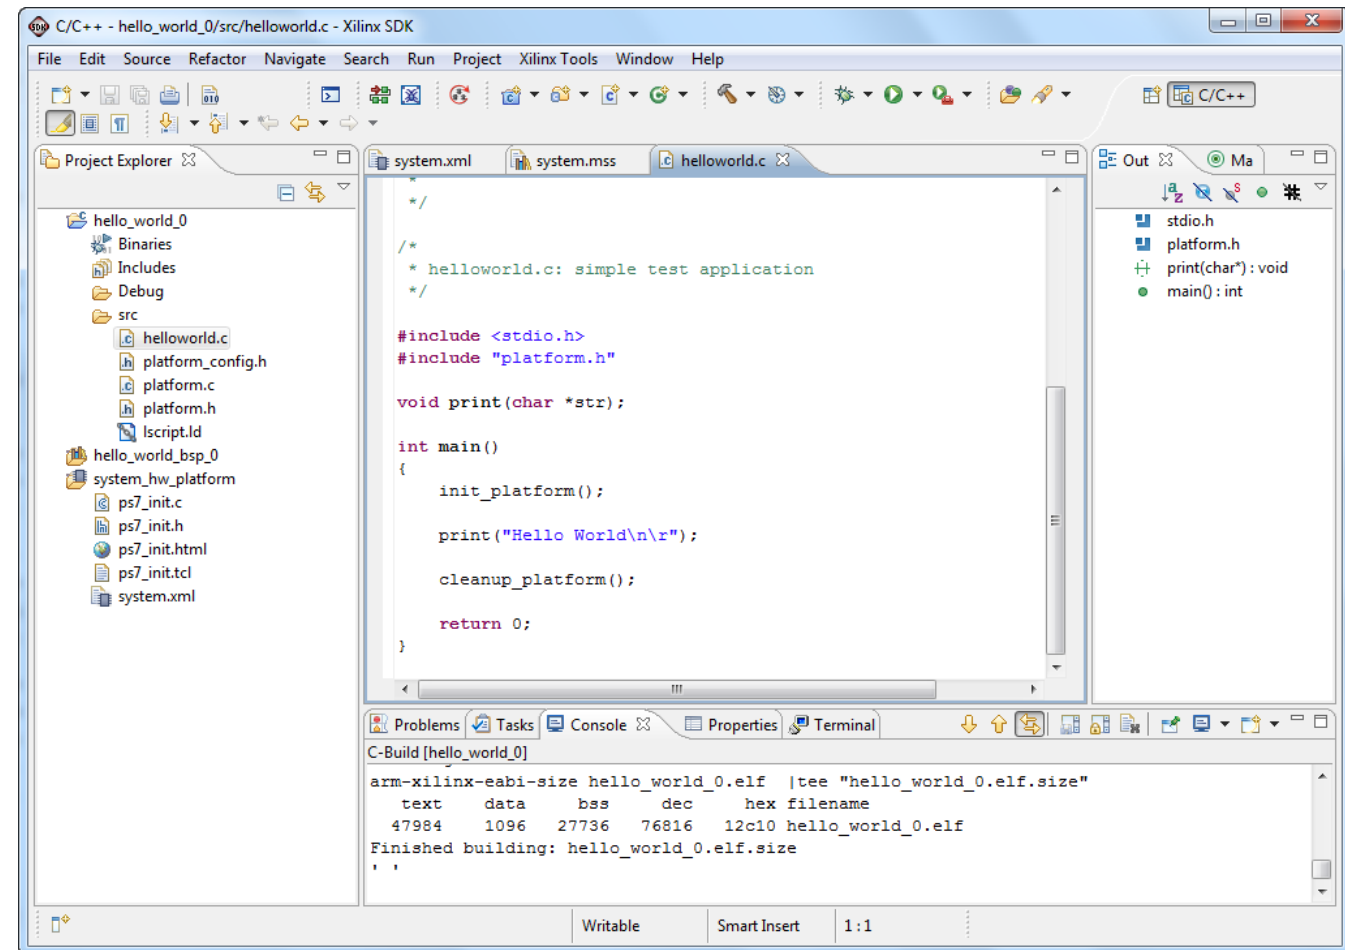 C/C++ - hello_world_0/src/helloworld.c - Xilinx SDK
File Edit Source Refactor Navigate Search Run Project Xilinx Tools Window Help
C/C++
Project Explorer
hello_world_0
Binaries
Includes
Debug
src
helloworld.c
platform_config.h
platform.c
platform.h
lscript.ld
hello_world_bsp_0
system_hw_platform
ps7_init.c
ps7_init.h
ps7_init.html
ps7_init.tcl
system.xml
system.xml system.mss helloworld.c
*
*/
/*
* helloworld.c: simple test application
*/
#include <stdio.h>
#include "platform.h"
void print(char *str);
int main()
{
init_platform();
print("Hello World\n\r");
cleanup_platform();
return 0;
}
Out Ma
stdio.h
platform.h
print(char*) : void
main() : int
Problems Tasks Console Properties Terminal
C-Build [hello_world_0]
arm-xilinx-eabi-size hello_world_0.elf |tee "hello_world_0.elf.size"
text data bss dec hex filename
47984 1096 27736 76816 12c10 hello_world_0.elf
Finished building: hello_world_0.elf.size
' '
Writable Smart Insert 1 : 1